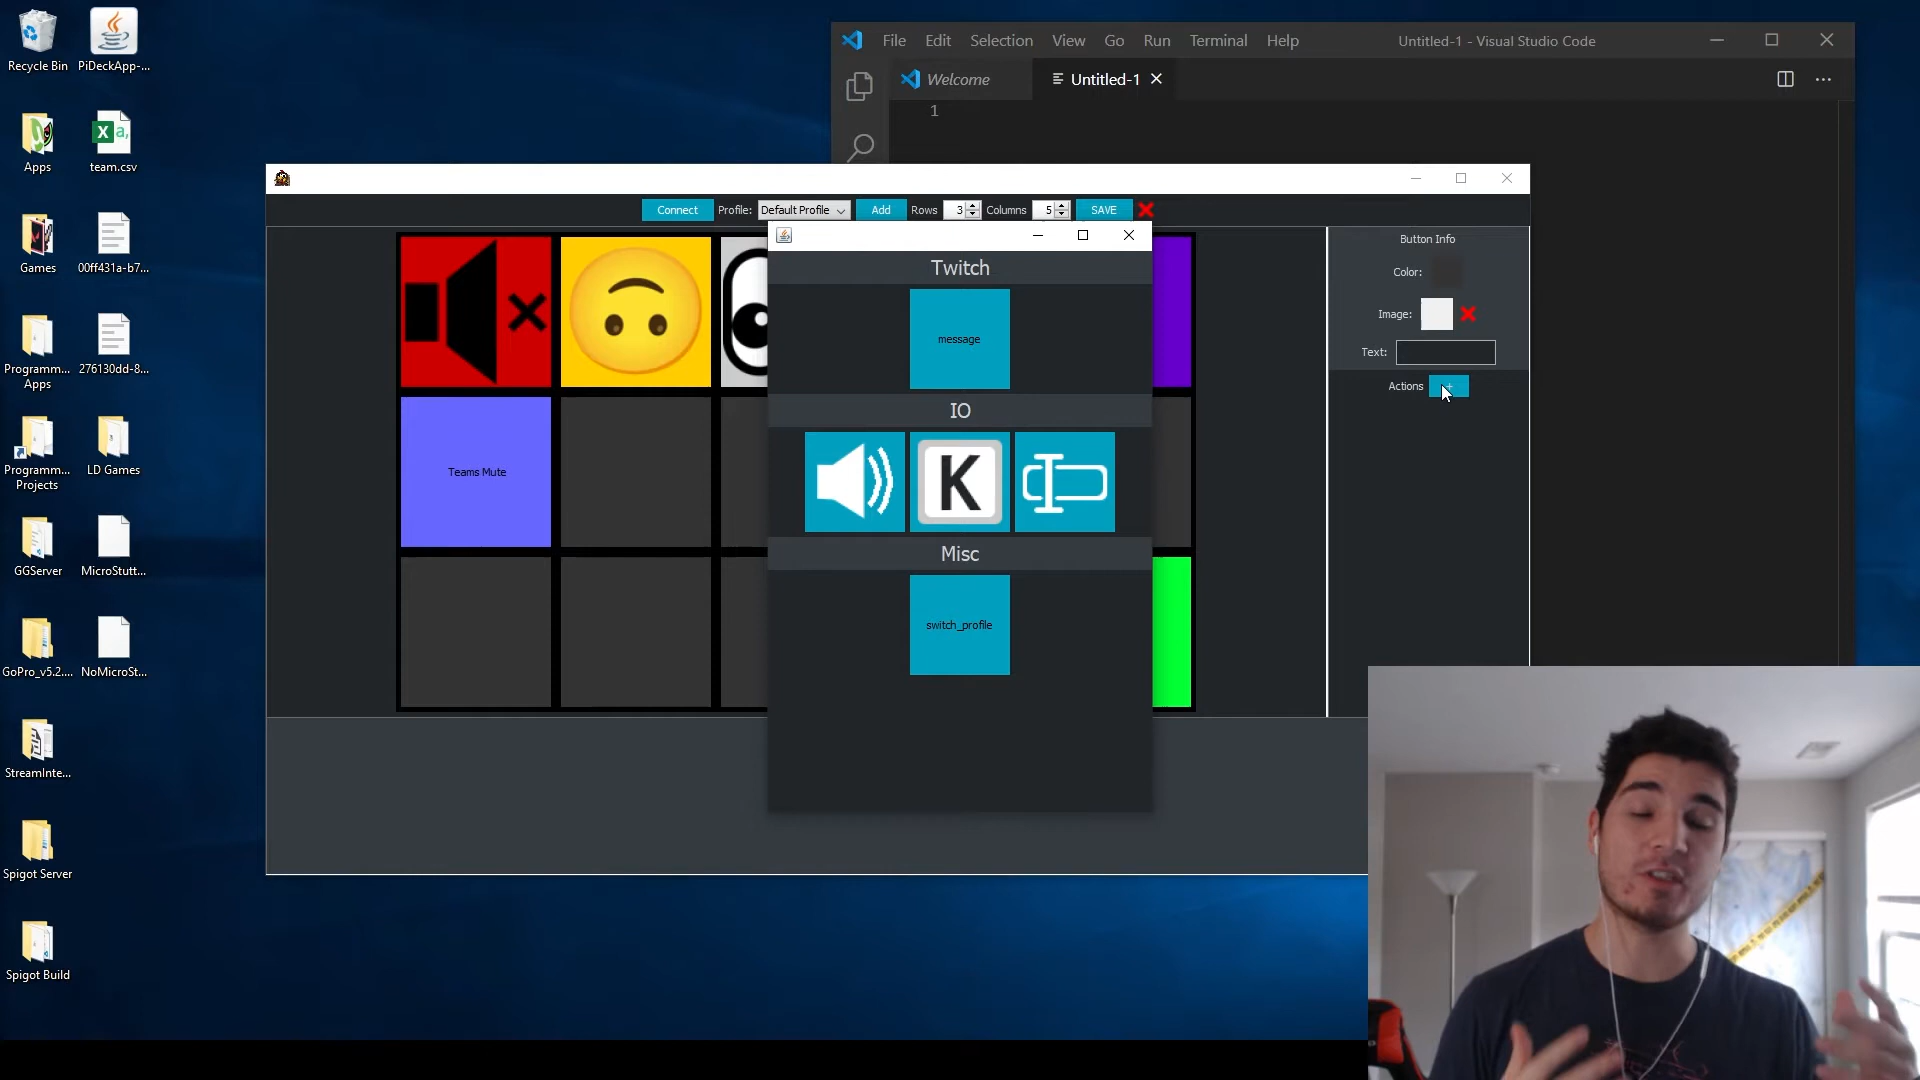 Recycle Bin
PiDeckApp-...
Apps
team.csv
Games
00ff431a-b7...
Programm...
Apps
276130dd-8...
Programm...
Projects
LD Games
GGServer
MicroStutt...
GoPro_v5.2....
NoMicroSt...
StreamInte...
Spigot Server
Spigot Build
File Edit Selection View Go Run Terminal Help
Untitled-1 - Visual Studio Code
Welcome
Untitled-1
1
Connect Profile: Default Profile Add Rows 3 Columns 5 SAVE
Teams Mute
Twitch
message
IO
K
Misc
switch_profile
Button Info
Color:
Image:
Text:
Actions +